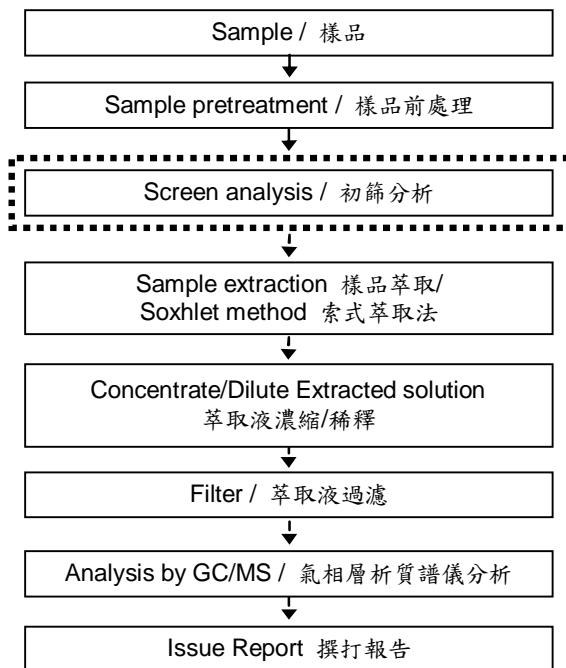 Sample / 樣品
Sample pretreatment / 樣品前處理
Screen analysis / 初篩分析
Sample extraction 樣品萃取/
Soxhlet method 索式萃取法
Concentrate/Dilute Extracted solution
萃取液濃縮/稀釋
Filter / 萃取液過濾
Analysis by GC/MS / 氣相層析質譜儀分析
Issue Report 撰打報告